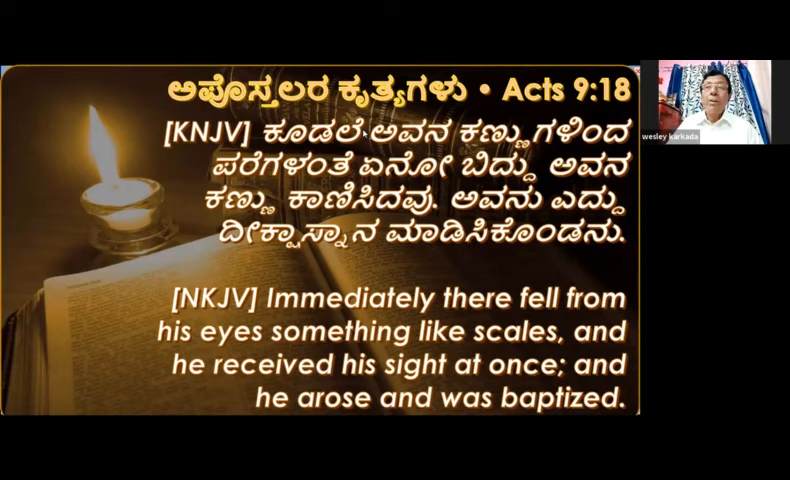 ಅಪೊಸ್ತಲರ ಕೃತ್ಯಗಳು • Acts 9:18
[KNJV] ಕೂಡಲೆ ಅವನ ಕಣ್ಣುಗಳಿಂದ
ಪರೆಗಳಂತೆ ಏನೋ ಬಿದ್ದು ಅವನ
ಕಣ್ಣು ಕಾಣಿಸಿದವು. ಅವನು ಎದ್ದು
ದೀಕ್ಷಾಸ್ನಾನ ಮಾಡಿಸಿಕೊಂಡನು.
[NKJV] Immediately there fell from
his eyes something like scales, and
he received his sight at once; and
he arose and was baptized.
wesley karkada